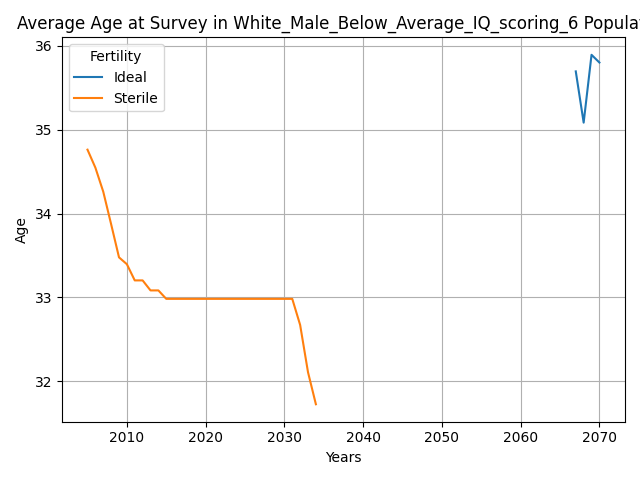 Average Age at Survey in White_Male_Below_Average_IQ_scoring_6 Popula
36
35
34
33
32
Age
Fertility
Ideal
Sterile
2010 2020 2030 2040 2050 2060 2070
Years